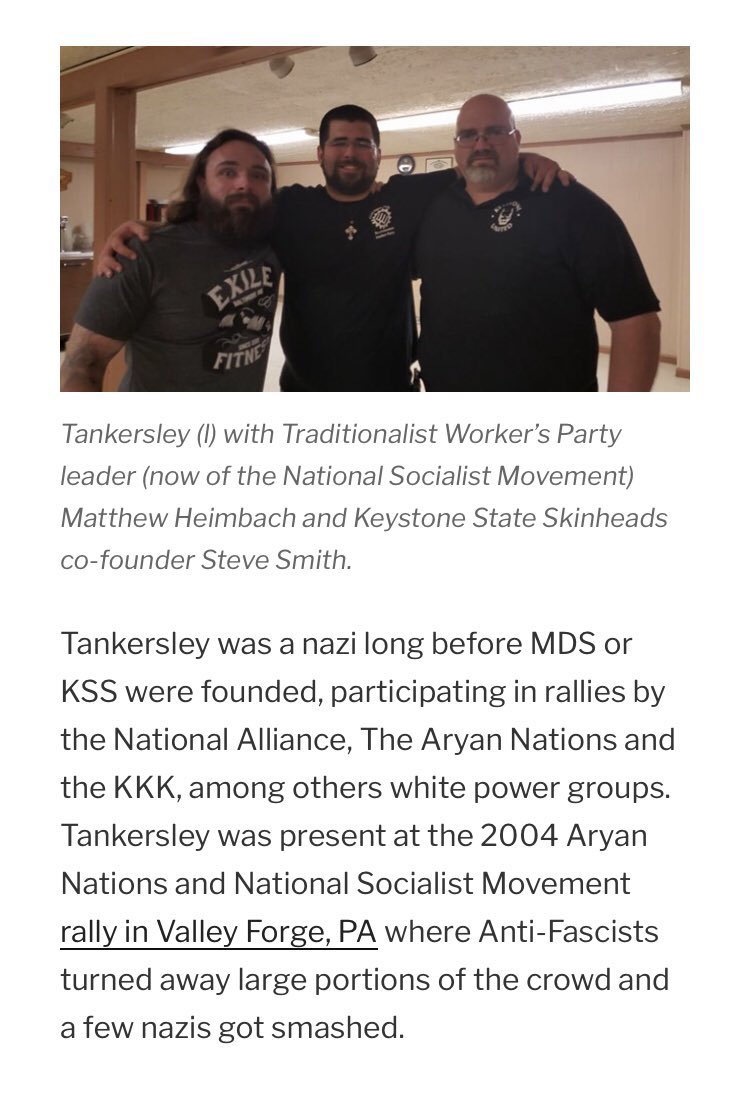 EXILE
FITNESS
Tankersley (l) with Traditionalist Worker’s Party
leader (now of the National Socialist Movement)
Matthew Heimbach and Keystone State Skinheads
co-founder Steve Smith.
Tankersley was a nazi long before MDS or
KSS were founded, participating in rallies by
the National Alliance, The Aryan Nations and
the KKK, among others white power groups.
Tankersley was present at the 2004 Aryan
Nations and National Socialist Movement
rally in Valley Forge, PA where Anti-Fascists
turned away large portions of the crowd and
a few nazis got smashed.